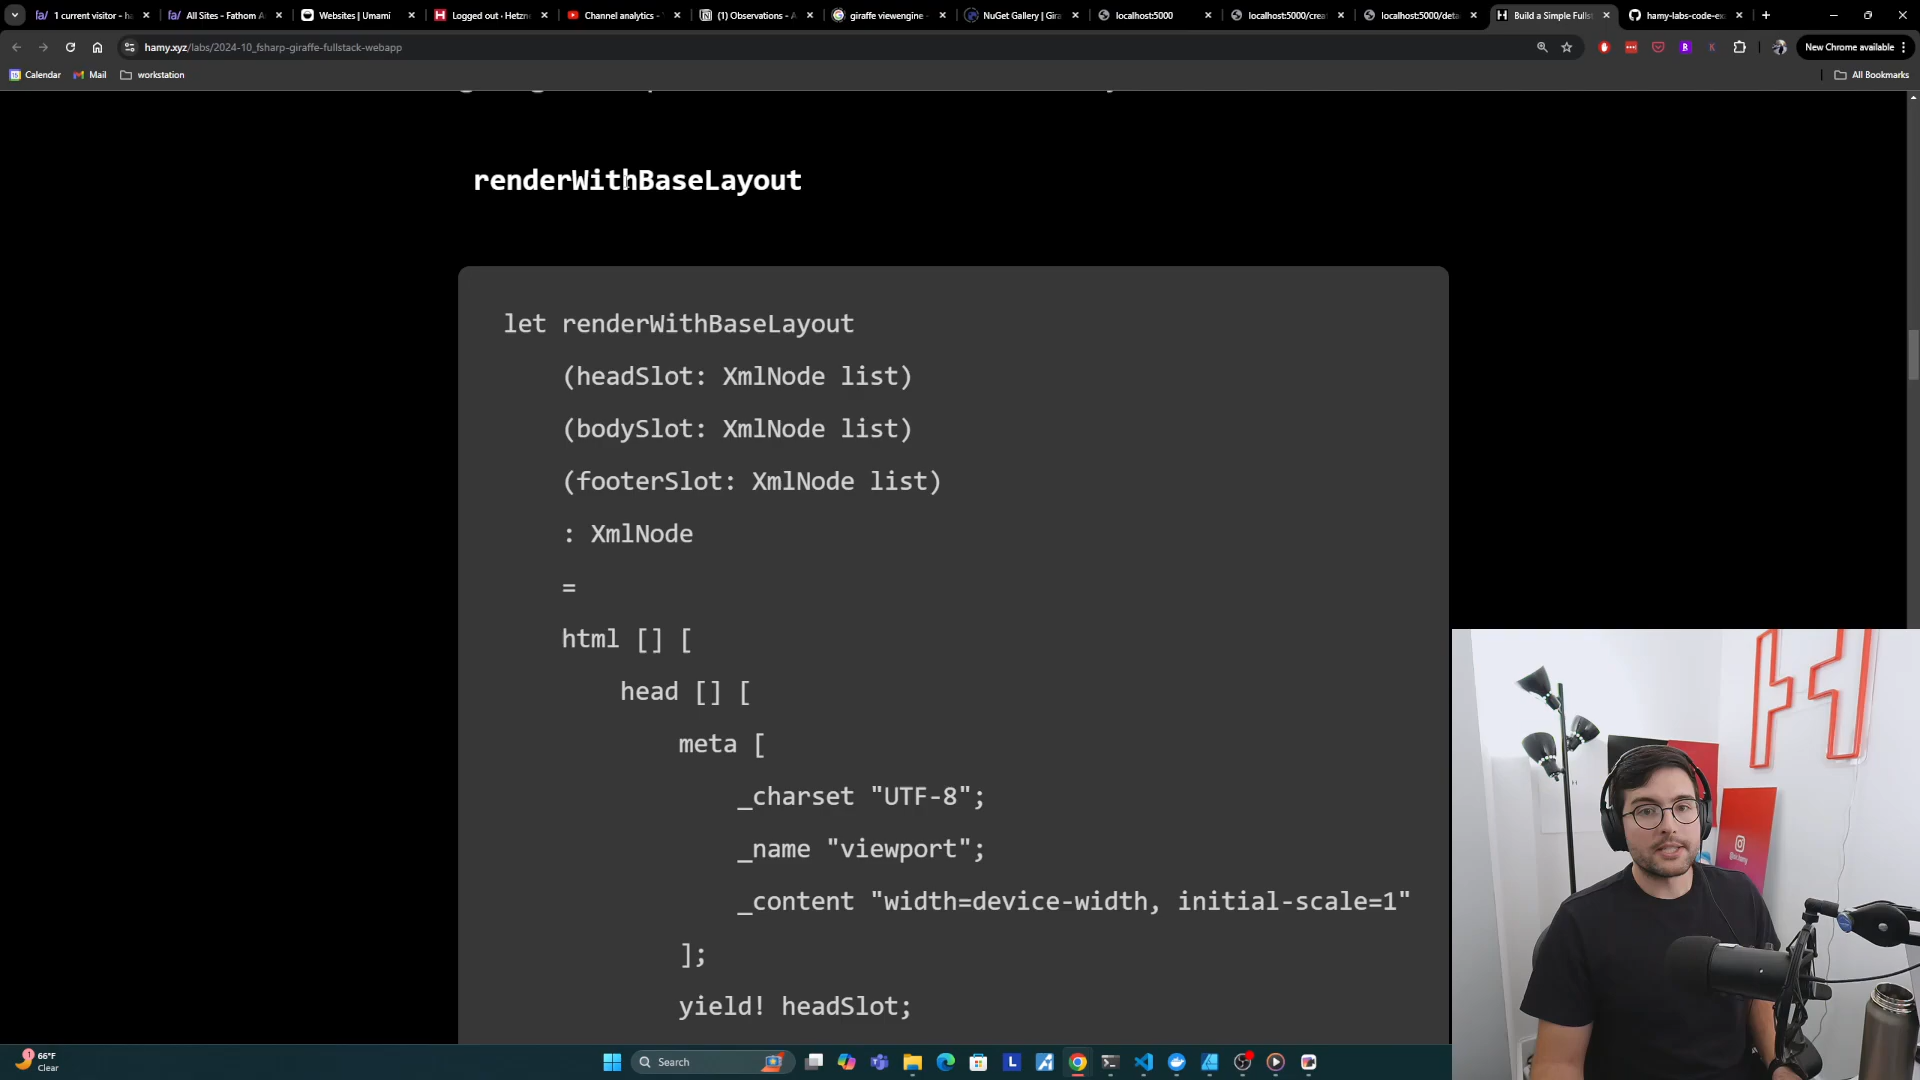 1 current visitor - ha
All Sites - Fathom A
Websites | Umami
Logged out · Hetzn
Channel analytics -
(1) Observations - A
giraffe viewengine -
NuGet Gallery | Gira
localhost:5000
localhost:5000/crea
localhost:5000/deta
Build a Simple Fulls
hamy-labs-code-ex
hamy.xyz/labs/2024-10_fsharp-giraffe-fullstack-webapp
New Chrome available
Calendar
Mail
workstation
All Bookmarks
renderWithBaseLayout
let renderWithBaseLayout
(headSlot: XmlNode list)
(bodySlot: XmlNode list)
(footerSlot: XmlNode list)
: XmlNode
=
html [] [
head [] [
meta [
_charset "UTF-8";
_name "viewport";
_content "width=device-width, initial-scale=1"
];
yield! headSlot;
66°F
Clear
Search